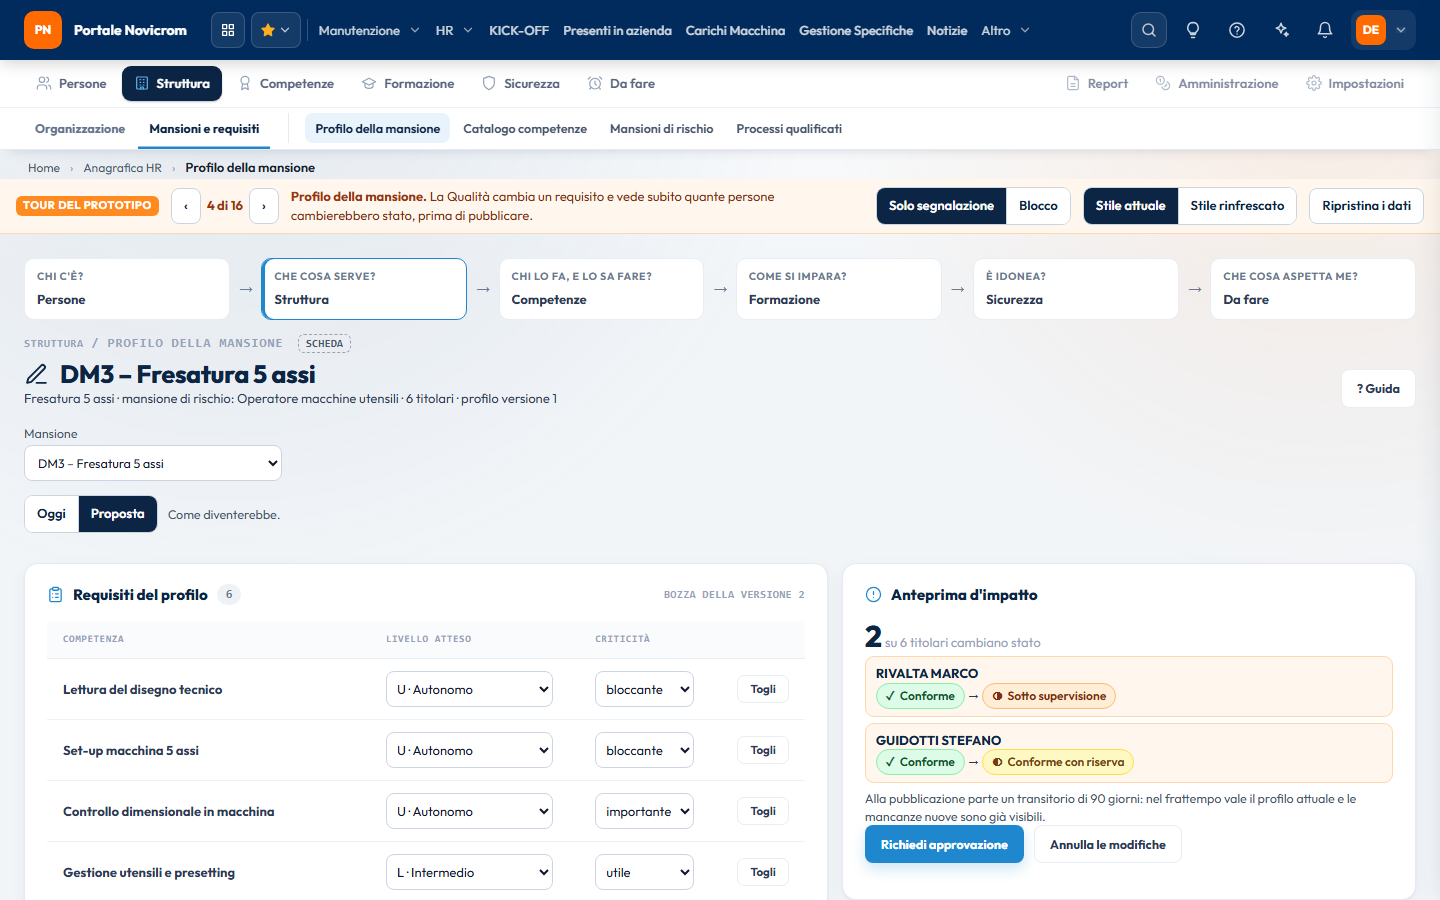 PN Portale Novicrom Manutenzione HR KICK-OFF Presenti in azienda Carichi Macchina Gestione Specifiche Notizie Altro DE
Persone Struttura Competenze Formazione Sicurezza Da fare Report Amministrazione Impostazioni
Organizzazione Mansioni e requisiti Profilo della mansione Catalogo competenze Mansioni di rischio Processi qualificati
Home › Anagrafica HR › Profilo della mansione
TOUR DEL PROTOTIPO ‹ 4 di 16 › Profilo della mansione. La Qualità cambia un requisito e vede subito quante persone
cambierebbero stato, prima di pubblicare.
Solo segnalazione Blocco Stile attuale Stile rinfrescato Ripristina i dati
CHI C'È? → CHE COSA SERVE? → CHI LO FA, E LO SA FARE? → COME SI IMPARA? → È IDONEA? → CHE COSA ASPETTA ME?
Persone Struttura Competenze Formazione Sicurezza Da fare
STRUTTURA / PROFILO DELLA MANSIONE SCHEDA
DM3 – Fresatura 5 assi
Fresatura 5 assi · mansione di rischio: Operatore macchine utensili · 6 titolari · profilo versione 1
? Guida
Mansione
DM3 – Fresatura 5 assi
Oggi Proposta Come diventerebbe.
Requisiti del profilo 6 BOZZA DELLA VERSIONE 2
COMPETENZA LIVELLO ATTESO CRITICITÀ
Lettura del disegno tecnico U · Autonomo bloccante Togli
Set-up macchina 5 assi U · Autonomo bloccante Togli
Controllo dimensionale in macchina U · Autonomo importante Togli
Gestione utensili e presetting L · Intermedio utile Togli
Anteprima d'impatto
2 su 6 titolari cambiano stato
RIVALTA MARCO
✓ Conforme → Sotto supervisione
GUIDOTTI STEFANO
✓ Conforme → Conforme con riserva
Alla pubblicazione parte un transitorio di 90 giorni: nel frattempo vale il profilo attuale e le
mancanze nuove sono già visibili.
Richiedi approvazione Annulla le modifiche